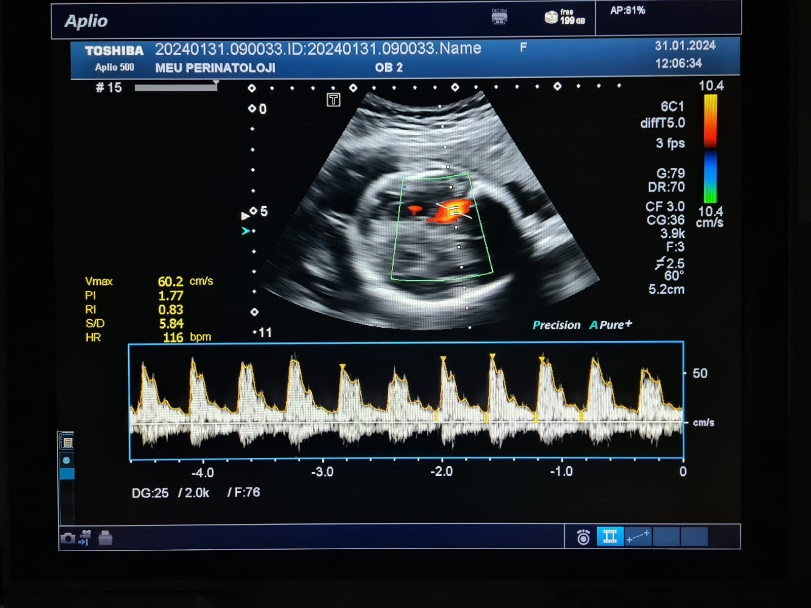 Aplio
free
199 GB
AP:81%
TOSHIBA 20240131.090033.ID:20240131.090033.Name F 31.01.2024
Aplio 500 MEU PERINATOLOJI OB 2 12:06:34
# 15
T
0
5
11
10.4
6C1
diffT5.0
3 fps
G:79
DR:70
CF 3.0
CG:36
3.9k
F:3
2.5
60°
5.2cm
10.4
cm/s
Vmax 60.2 cm/s
PI 1.77
RI 0.83
S/D 5.84
HR 116 bpm
Precision APure+
50
cm/s
-4.0 -3.0 -2.0 -1.0 0
DG:25 / 2.0k / F:76